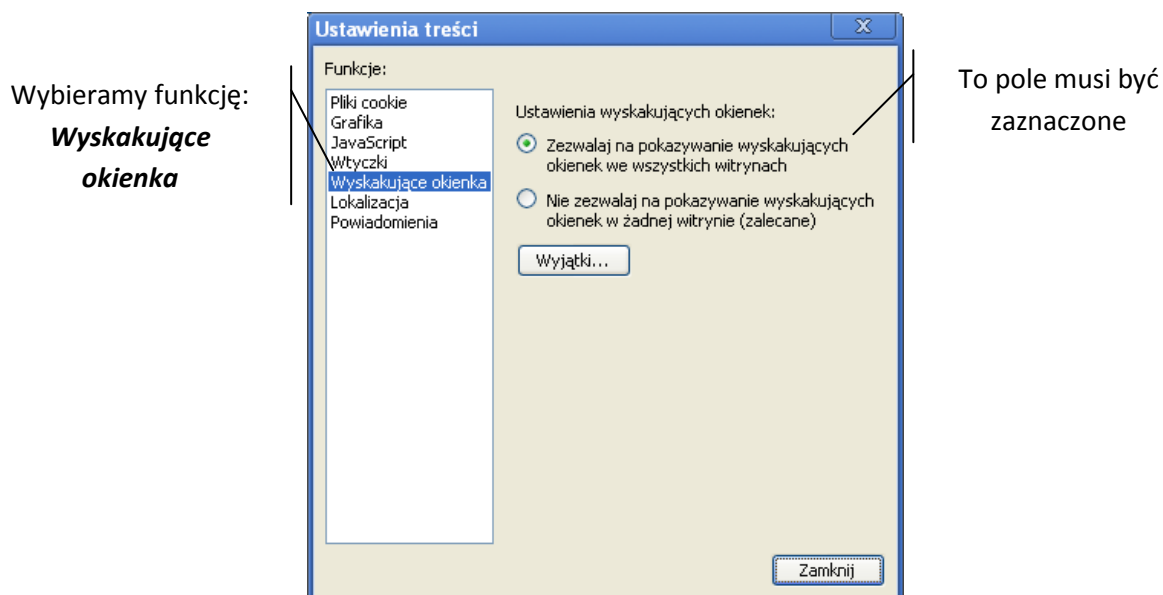 Ustawienia treści
X
Wybieramy funkcję:
Wyskakujące
okienka
Funkcje:
Pliki cookie
Grafika
JavaScript
Wtyczki
Wyskakujące okienka
Lokalizacja
Powiadomienia
Ustawienia wyskakujących okienek:
Zezwalaj na pokazywanie wyskakujących
okienek we wszystkich witrynach
Nie zezwalaj na pokazywanie wyskakujących
okienek w żadnej witrynie (zalecane)
Wyjątki...
To pole musi być
zaznaczone
Zamknij